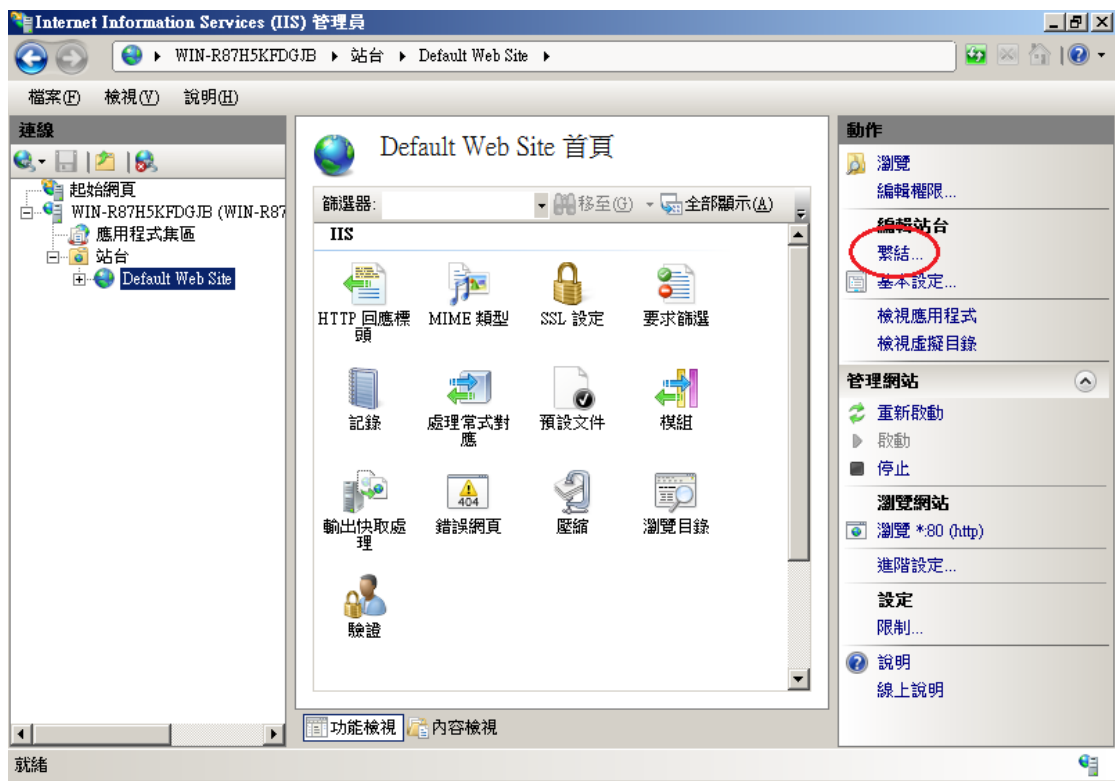 Internet Information Services (IIS) 管理員
WIN-R87H5KFDGJB ▸ 站台 ▸ Default Web Site ▸
檔案(F) 檢視(V) 說明(H)
連線
起始網頁
WIN-R87H5KFDGJB (WIN-R87
應用程式集區
站台
Default Web Site
Default Web Site 首頁
篩選器: 移至(G) 全部顯示(A)
IIS
HTTP 回應標頭
MIME 類型
SSL 設定
要求篩選
記錄
處理常式對應
預設文件
模組
輸出快取處理
404
錯誤網頁
壓縮
瀏覽目錄
驗證
功能檢視 內容檢視
動作
瀏覽
編輯權限...
編輯站台
繫結...
基本設定...
檢視應用程式
檢視虛擬目錄
管理網站
重新啟動
啟動
停止
瀏覽網站
瀏覽 *:80 (http)
進階設定...
設定
限制...
說明
線上說明
就緒